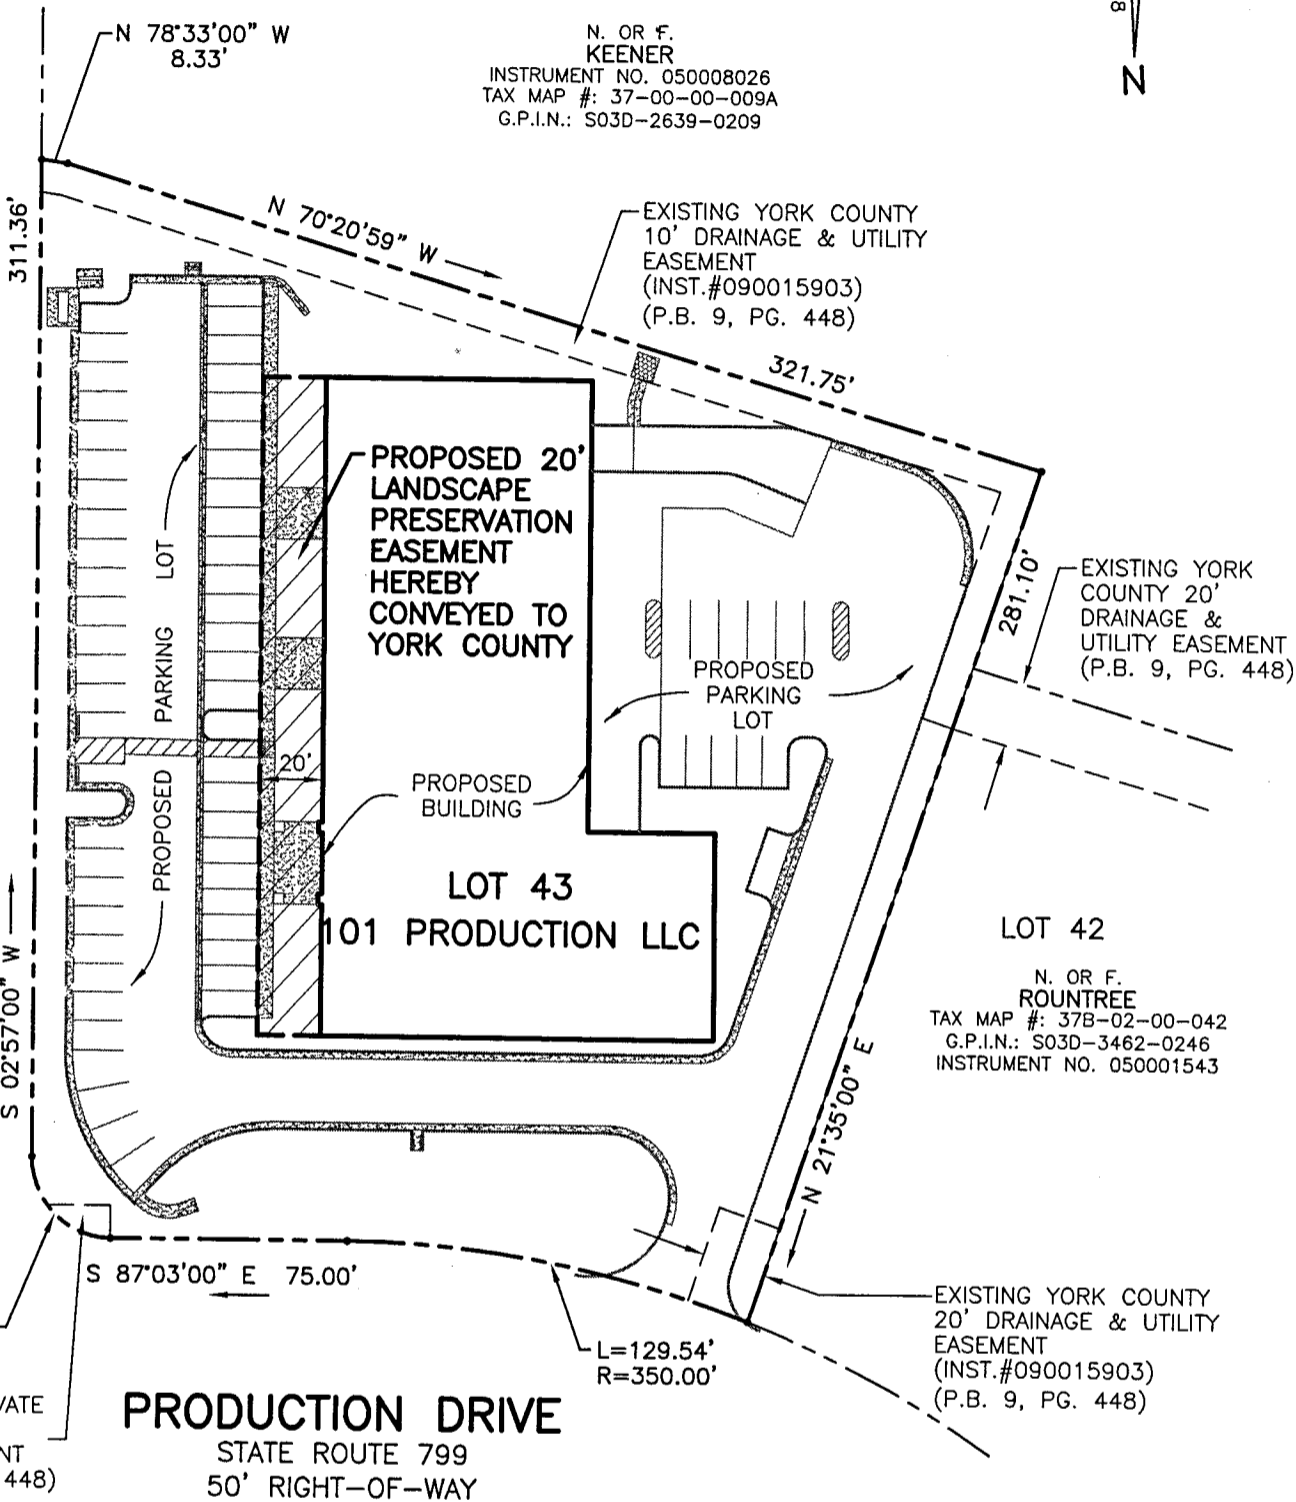 N 78°33'00" W
8.33'
N. OR F.
KEENER
INSTRUMENT NO. 050008026
TAX MAP #: 37-00-00-009A
G.P.I.N.: S03D-2639-0209
8
N
311.36'
N 70°20'59" W
EXISTING YORK COUNTY
10' DRAINAGE & UTILITY
EASEMENT
(INST.#090015903)
(P.B. 9, PG. 448)
321.75'
PROPOSED 20'
LANDSCAPE
PRESERVATION
EASEMENT
HEREBY
CONVEYED TO
YORK COUNTY
281.10'
EXISTING YORK
COUNTY 20'
DRAINAGE &
UTILITY EASEMENT
(P.B. 9, PG. 448)
PROPOSED PARKING LOT
PROPOSED
PARKING
LOT
20'
PROPOSED
BUILDING
LOT 43
101 PRODUCTION LLC
LOT 42
N. OR F.
ROUNTREE
TAX MAP #: 37B-02-00-042
G.P.I.N.: S03D-3462-0246
INSTRUMENT NO. 050001543
S 02°57'00" W
N 21°35'00" E
S 87°03'00" E 75.00'
L=129.54'
R=350.00'
EXISTING YORK COUNTY
20' DRAINAGE & UTILITY
EASEMENT
(INST.#090015903)
(P.B. 9, PG. 448)
VATE
NT
448)
PRODUCTION DRIVE
STATE ROUTE 799
50' RIGHT-OF-WAY